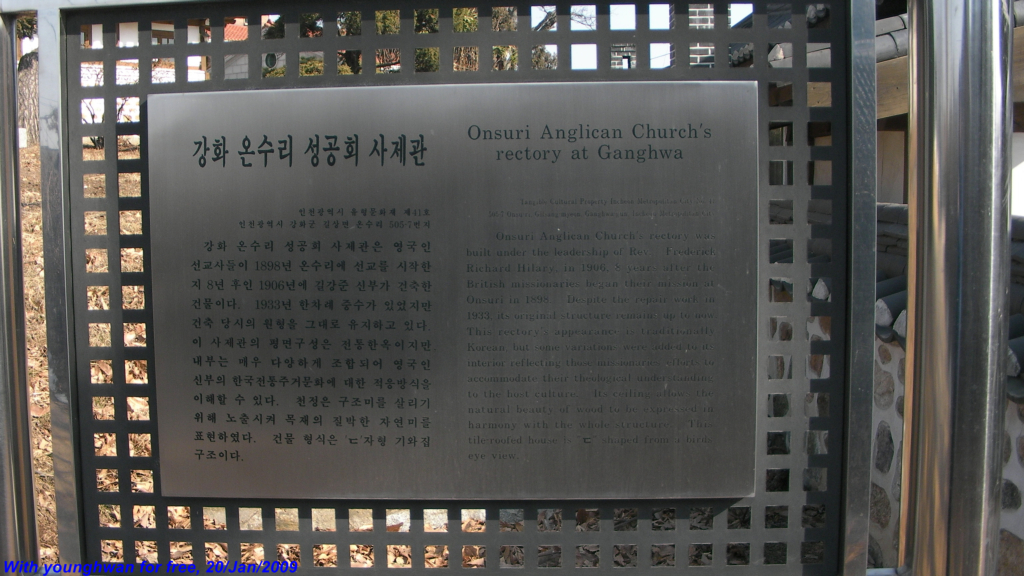 강화 온수리 성공회 사제관
인천광역시 유형문화재 제41호
인천광역시 강화군 길상면 온수리 505-7번지
강화 온수리 성공회 사제관은 영국인
선교사들이 1898년 온수리에 선교를 시작한
지 8년 후인 1906년에 길강준 신부가 건축한
건물이다. 1933년 한차례 중수가 있었지만
건축 당시의 원형을 그대로 유지하고 있다.
이 사제관의 평면구성은 전통한옥이지만
내부는 매우 다양하게 조합되어 영국인
신부의 한국전통주거문화에 대한 적응방식을
이해할 수 있다. 천정은 구조미를 살리기
위해 노출시켜 목재의 질박한 자연미를
표현하였다. 건물 형식은 ㄷ자형 기와집
구조이다.
Onsuri Anglican Church's
rectory at Ganghwa
Tangible Cultural Property, Incheon Metropolitan City
Onsuri Anglican Church's rectory was
built under the leadership of Rev. Frederick
Richard Hilary, in 1906, 8 years after the
British missionaries began their mission at
Onsuri in 1898. Despite the repair work in
1933, its original structure remains up to now.
This rectory's appearance is traditionally
Korean, but some variations were added to its
interior reflecting those missionaries' effort to
accommodate their theological understanding
to the host culture. Its ceiling allows the
natural beauty of wood to be expressed in
harmony with the whole structure. This
tile-roofed house is 'ㄷ' shaped from a birds
eye view.
With younghwan for free, 20/Jan/2009